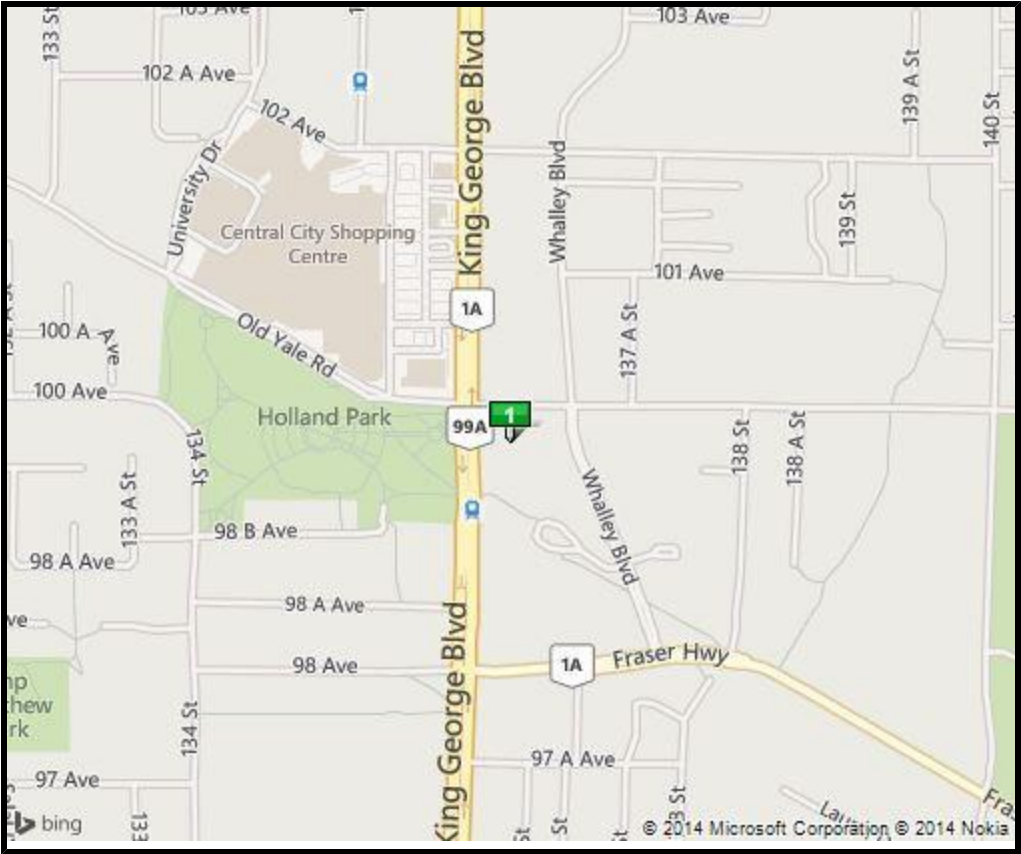 103 Ave
103 Ave
133 St
102 A Ave
King George Blvd
139 A St
140 St
102 Ave
University Dr
Whalley Blvd
139 St
Central City Shopping
Centre
101 Ave
1A
137 A St
100 A Ave
Old Yale Rd
100 Ave
Holland Park
99A
1
134 St
138 St
138 A St
133 A St
Whalley Blvd
98 B Ave
98 A Ave
98 A Ave
King George Blvd
98 Ave
1A
Fraser Hwy
134 St
97 A Ave
97 Ave
bing
© 2014 Microsoft Corporation © 2014 Nokia